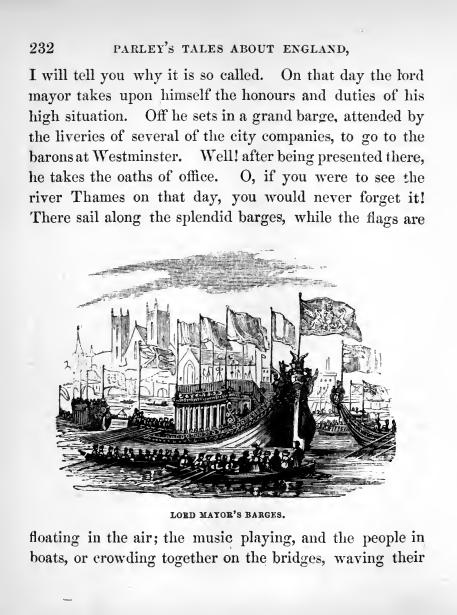 232 PARLEY'S TALES ABOUT ENGLAND,
I will tell you why it is so called. On that day the lord
mayor takes upon himself the honours and duties of his
high situation. Off he sets in a grand barge, attended by
the liveries of several of the city companies, to go to the
barons at Westminster. Well! after being presented there,
he takes the oaths of office. O, if you were to see the
river Thames on that day, you would never forget it!
There sail along the splendid barges, while the flags are
LORD MAYOR'S BARGES.
floating in the air; the music playing, and the people in
boats, or crowding together on the bridges, waving their